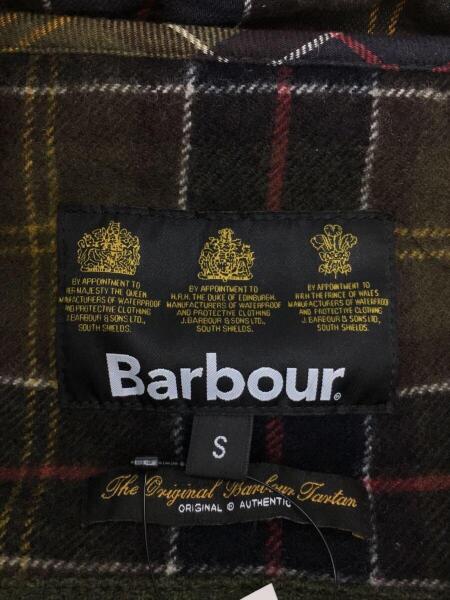 BY APPOINTMENT TO
HER MAJESTY THE QUEEN
MANUFACTURERS OF WATERPROOF
AND PROTECTIVE CLOTHING
J.BARBOUR & SONS LTD.,
SOUTH SHIELDS.
BY APPOINTMENT TO
H.R.H. THE DUKE OF EDINBURGH
MANUFACTURERS OF WATERPROOF
AND PROTECTIVE CLOTHING
J.BARBOUR & SONS LTD.,
SOUTH SHIELDS.
BY APPOINTMENT TO
H.R.H THE PRINCE OF WALES
MANUFACTURERS OF WATERPROOF
AND PROTECTIVE CLOTHING
J.BARBOUR & SONS LTD.,
SOUTH SHIELDS.
Barbour®
S
The Original Barbour Tartan
ORIGINAL & AUTHENTIC